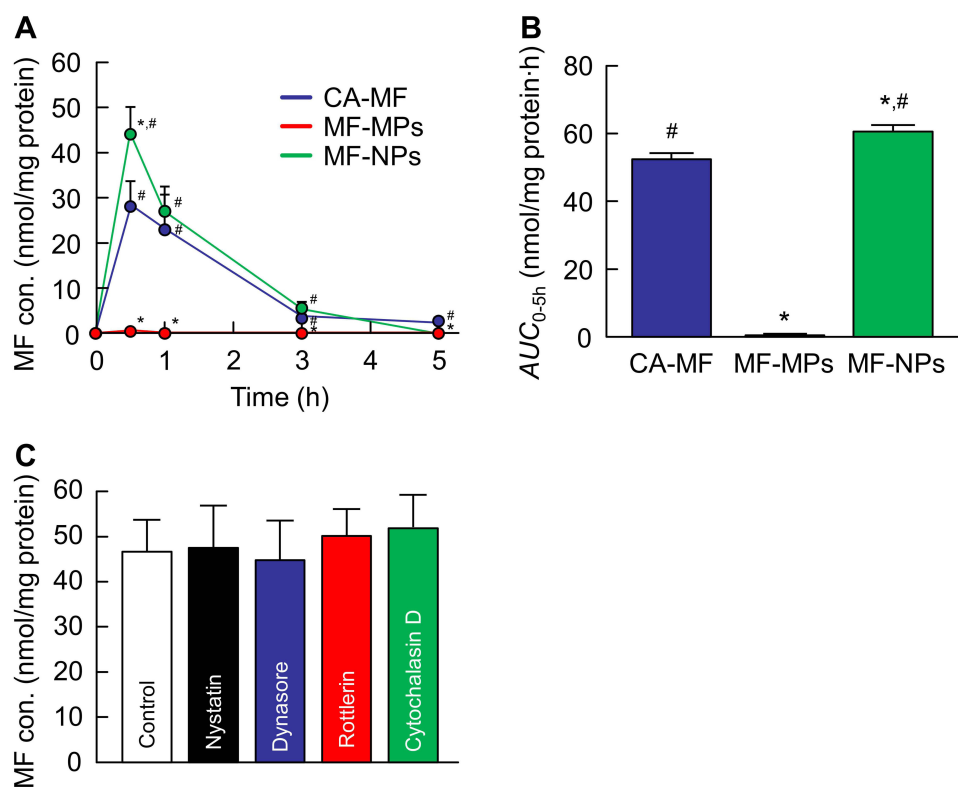 A
MF con. (nmol/mg protein)
60
50
40
30
20
10
0
CA-MF
MF-MPs
MF-NPs
*,#
#
#
#
*
*
#
#
*
#
*
0 1 2 3 4 5
Time (h)
B
AUC0-5h (nmol/mg protein·h)
80
60
40
20
0
#
*
*,#
CA-MF MF-MPs MF-NPs
C
MF con. (nmol/mg protein)
60
50
40
30
20
10
0
Control
Nystatin
Dynasore
Rottlerin
Cytochalasin D